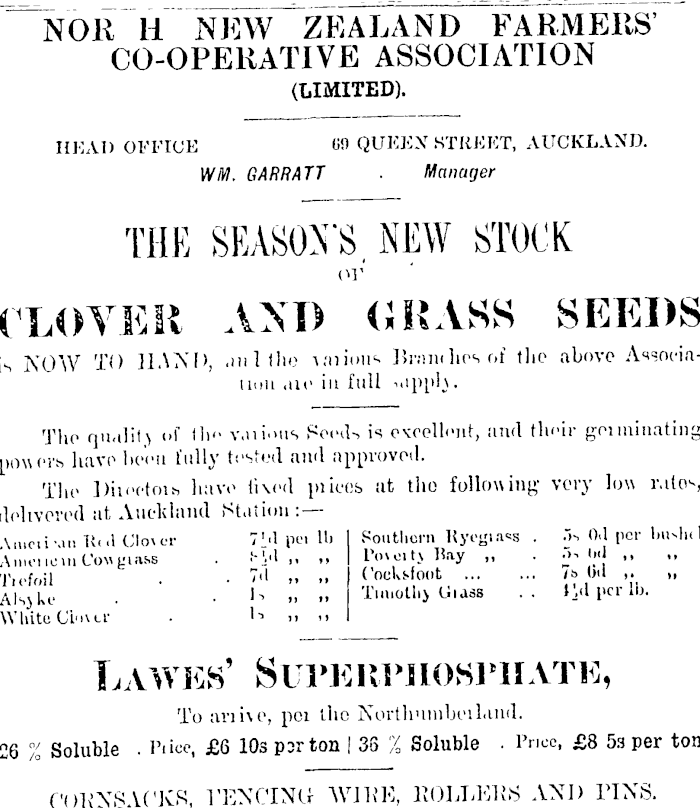 NOR H NEW ZEALAND FARMERS'
CO-OPERATIVE ASSOCIATION
(LIMITED).
HEAD OFFICE 69 QUEEN STREET, AUCKLAND.
WM. GARRATT . Manager
THE SEASON'S NEW STOCK
OF
CLOVER AND GRASS SEEDS
is NOW TO HAND, and the various Branches of the above Associa-
tion are in full supply.
The quality of the various Seeds is excellent, and their germinating
powers have been fully tested and approved.
The Directors have fixed prices at the following very low rates,
delivered at Auckland Station:—
American Red Clover 7½d per lb | Southern Ryegrass . 5s 0d per bushel
American Cowgrass . 8½d ,, ,, | Poverty Bay ,, . 5s 6d ,, ,,
Trefoil . . 7d ,, ,, | Cocksfoot ... ... 7s 6d ,, ,,
Alsyke . . 1s ,, ,, | Timothy Grass . . 4½d per lb.
White Clover . 1s ,, ,,
LAWES' SUPERPHOSPHATE,
To arrive, per the Northumberland.
26 % Soluble . Price, £6 10s per ton | 36 % Soluble . Price, £8 5s per ton
CORNSACKS, FENCING WIRE, ROLLERS AND PINS.